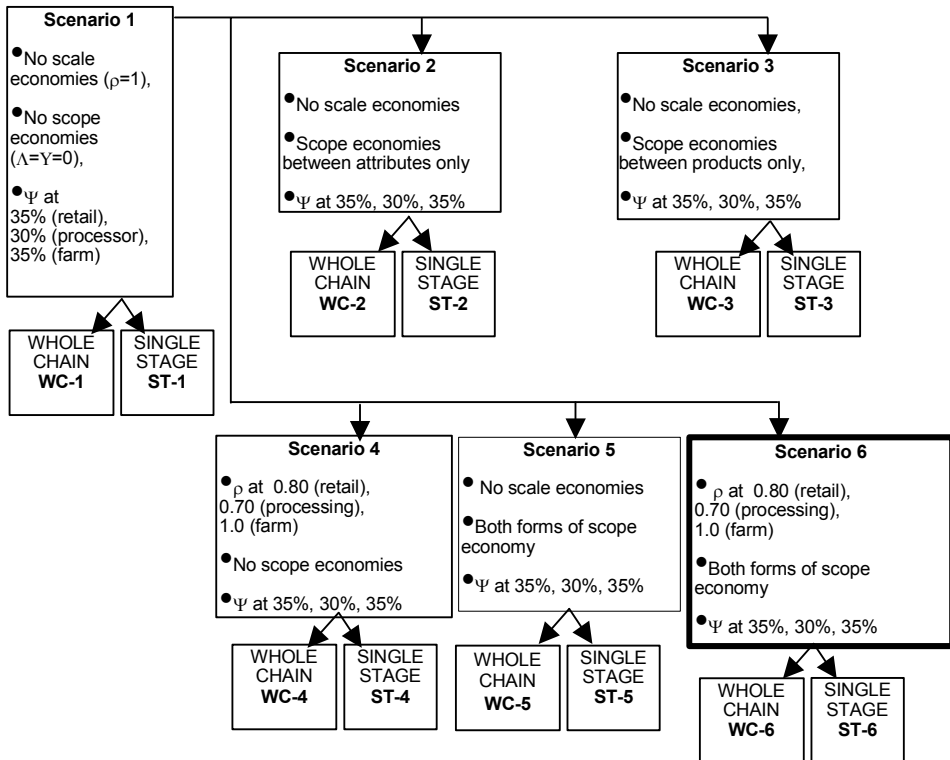 Scenario 1
●No scale
economies (ρ=1),
●No scope
economies
(Λ=Υ=0),
●Ψ at
35% (retail),
30% (processor),
35% (farm)
WHOLE
CHAIN
WC-1
SINGLE
STAGE
ST-1
Scenario 2
●No scale economies
●Scope economies
between attributes only
●Ψ at 35%, 30%, 35%
WHOLE
CHAIN
WC-2
SINGLE
STAGE
ST-2
Scenario 3
●No scale economies,
●Scope economies
between products only,
●Ψ at 35%, 30%, 35%
WHOLE
CHAIN
WC-3
SINGLE
STAGE
ST-3
Scenario 4
●ρ at 0.80 (retail),
0.70 (processing),
1.0 (farm)
●No scope economies
●Ψ at 35%, 30%, 35%
WHOLE
CHAIN
WC-4
SINGLE
STAGE
ST-4
Scenario 5
● No scale economies
●Both forms of scope
economy
●Ψ at 35%, 30%, 35%
WHOLE
CHAIN
WC-5
SINGLE
STAGE
ST-5
Scenario 6
● ρ at 0.80 (retail),
0.70 (processing),
1.0 (farm)
●Both forms of scope
economy
●Ψ at 35%, 30%, 35%
WHOLE
CHAIN
WC-6
SINGLE
STAGE
ST-6